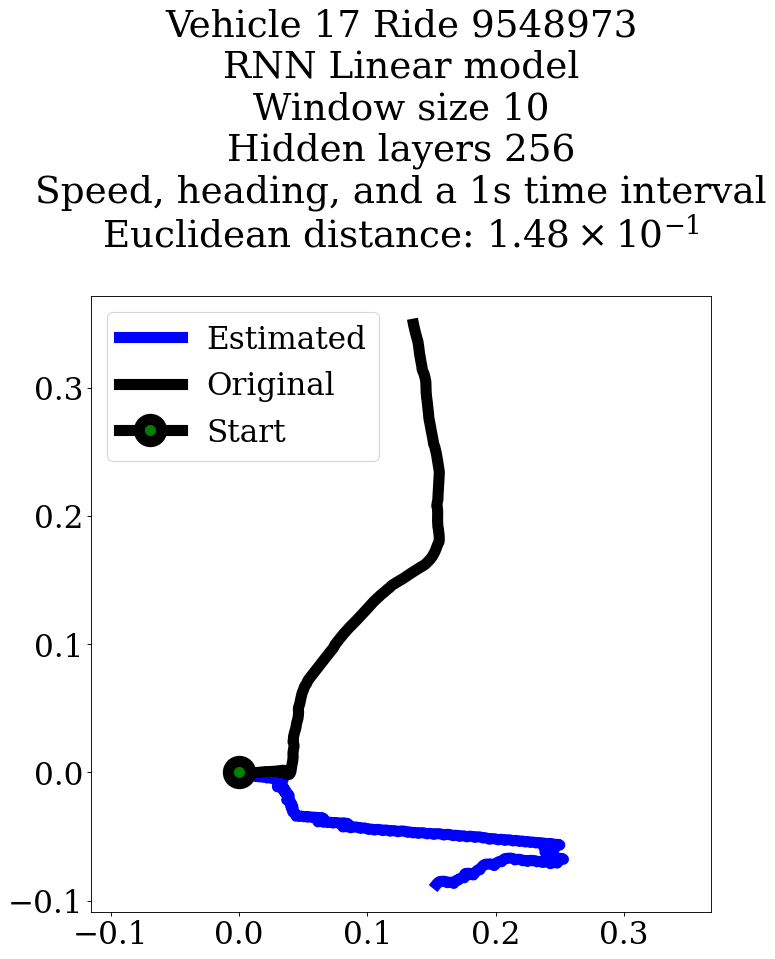 Vehicle 17 Ride 9548973
RNN Linear model
Window size 10
Hidden layers 256
Speed, heading, and a 1s time interval
Euclidean distance: 1.48 × 10⁻¹
Estimated
Original
Start
0.3
0.2
0.1
0.0
−0.1
−0.1 0.0 0.1 0.2 0.3